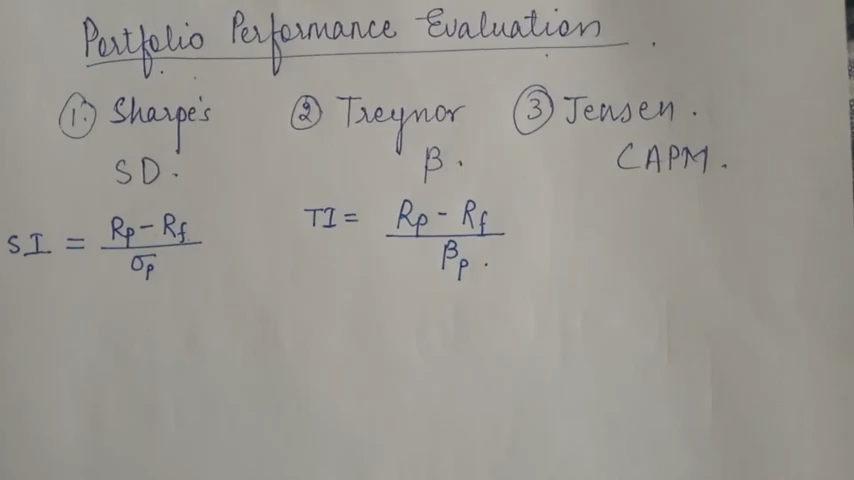 Portfolio Performance Evaluation.
① Sharpe's ② Treynor ③ Jensen.
SD. β. CAPM.
SI = Rp - Rf / σp TI = Rp - Rf / βp.